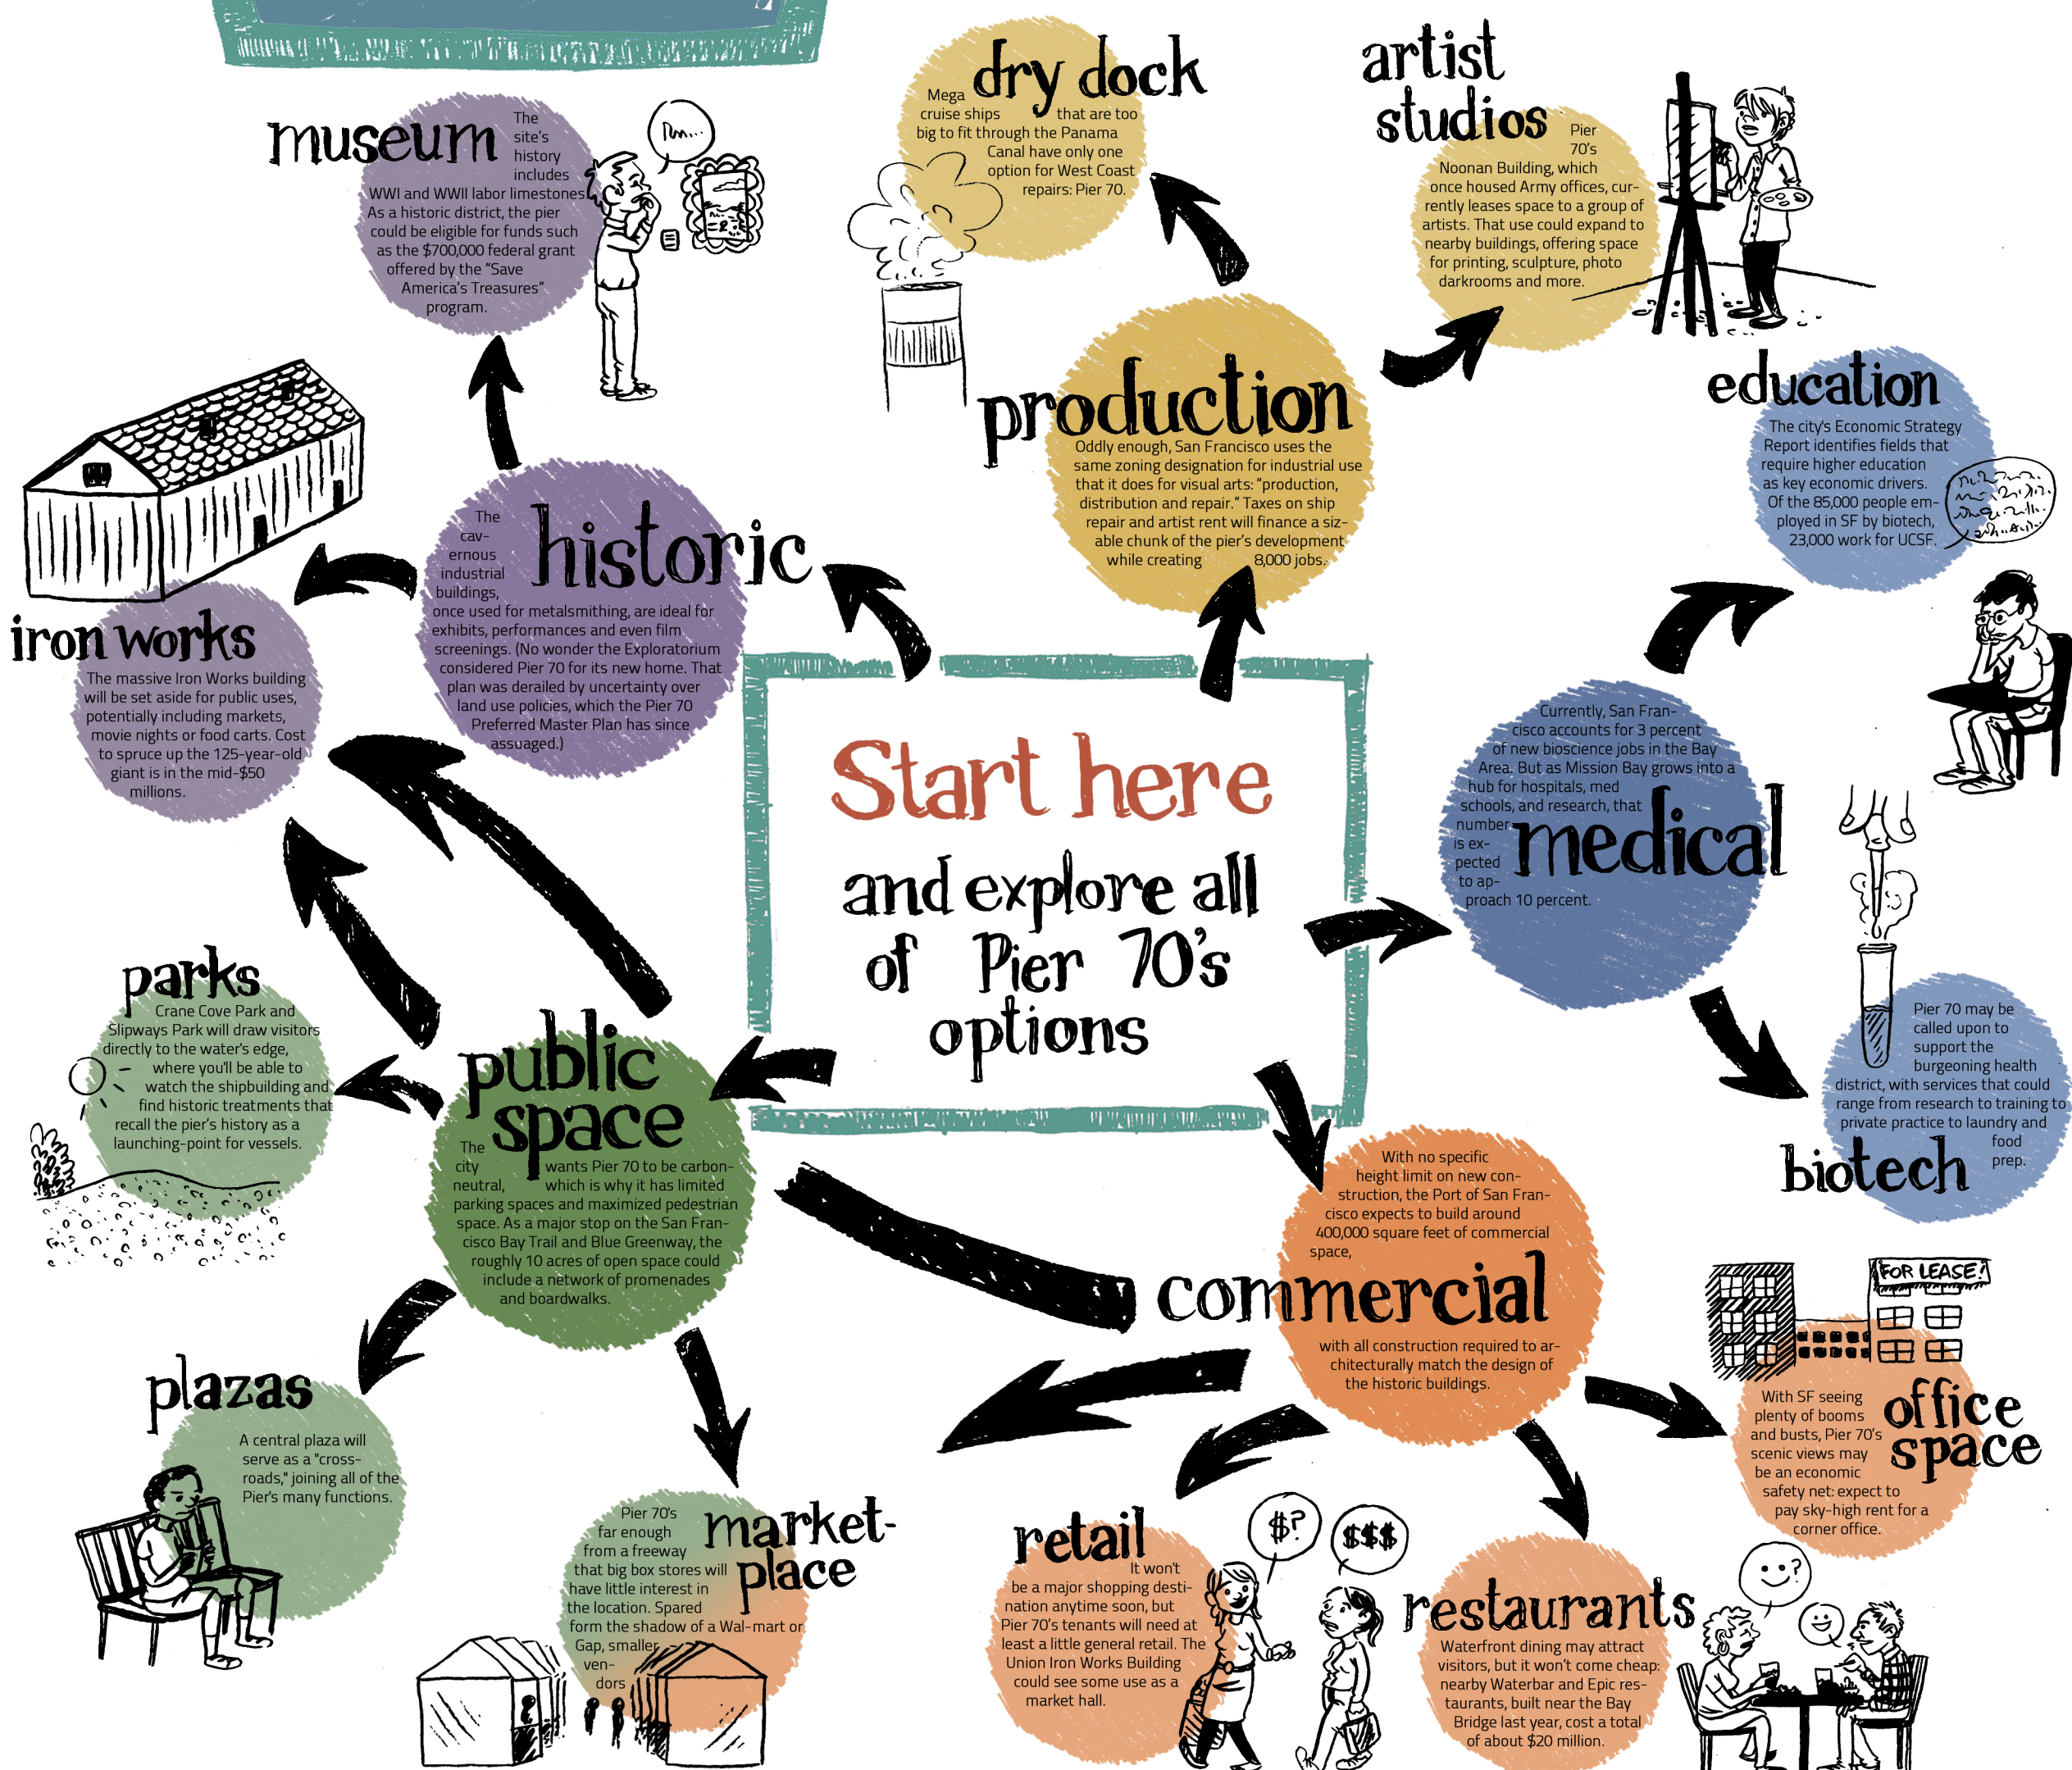 dry dock
Mega
cruise ships that are too
big to fit through the Panama
Canal have only one
option for West Coast
repairs: Pier 70.
artist
studios
Pier
70's
Noonan Building, which
once housed Army offices, cur-
rently leases space to a group of
artists. That use could expand to
nearby buildings, offering space
for printing, sculpture, photo
darkrooms and more.
museum
The
site's
history
includes
WWI and WWII labor limestones.
As a historic district, the pier
could be eligible for funds such
as the $700,000 federal grant
offered by the "Save
America's Treasures"
program.
production
Oddly enough, San Francisco uses the
same zoning designation for industrial use
that it does for visual arts: "production,
distribution and repair." Taxes on ship
repair and artist rent will finance a siz-
able chunk of the pier's development
while creating 8,000 jobs.
education
The city's Economic Strategy
Report identifies fields that
require higher education
as key economic drivers.
Of the 85,000 people em-
ployed in SF by biotech,
23,000 work for UCSF.
historic
The
cav-
ernous
industrial
buildings,
once used for metalsmithing, are ideal for
exhibits, performances and even film
screenings. (No wonder the Exploratorium
considered Pier 70 for its new home. That
plan was derailed by uncertainty over
land use policies, which the Pier 70
Preferred Master Plan has since
assuaged.)
iron works
The massive Iron Works building
will be set aside for public uses,
potentially including markets,
movie nights or food carts. Cost
to spruce up the 125-year-old
giant is in the mid-$50
millions.
Start here
and explore all
of Pier 70's
options
Currently, San Fran-
cisco accounts for 3 percent
of new bioscience jobs in the Bay
Area. But as Mission Bay grows into a
hub for hospitals, med
schools, and research, that
number
is ex-
pected
to ap-
proach 10 percent.
medical
parks
Crane Cove Park and
Slipways Park will draw visitors
directly to the water's edge,
where you'll be able to
watch the shipbuilding and
find historic treatments that
recall the pier's history as a
launching-point for vessels.
public
space
The
city wants Pier 70 to be carbon-
neutral, which is why it has limited
parking spaces and maximized pedestrian
space. As a major stop on the San Fran-
cisco Bay Trail and Blue Greenway, the
roughly 10 acres of open space could
include a network of promenades
and boardwalks.
Pier 70 may be
called upon to
support the
burgeoning health
district, with services that could
range from research to training to
private practice to laundry and
food
prep.
biotech
With no specific
height limit on new con-
struction, the Port of San Fran-
cisco expects to build around
400,000 square feet of commercial
space,
commercial
with all construction required to ar-
chitecturally match the design of
the historic buildings.
FOR LEASE!
office
space
With SF seeing
plenty of booms
and busts, Pier 70's
scenic views may
be an economic
safety net: expect to
pay sky-high rent for a
corner office.
plazas
A central plaza will
serve as a "cross-
roads," joining all of the
Pier's many functions.
market-
place
Pier 70's
far enough
from a freeway
that big box stores will
have little interest in
the location. Spared
form the shadow of a Wal-mart or
Gap, smaller
ven-
dors
retail
It won't
be a major shopping desti-
nation anytime soon, but
Pier 70's tenants will need at
least a little general retail. The
Union Iron Works Building
could see some use as a
market hall.
$?
$$$
restaurants
Waterfront dining may attract
visitors, but it won't come cheap:
nearby Waterbar and Epic res-
taurants, built near the Bay
Bridge last year, cost a total
of about $20 million.